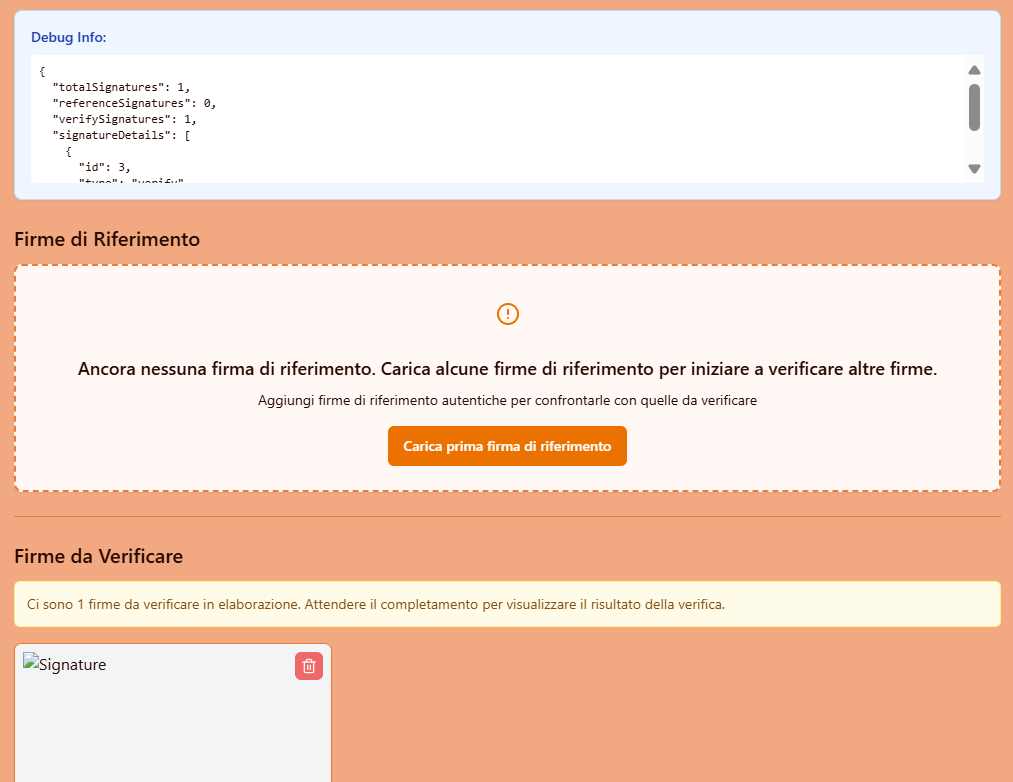 Debug Info:
{
"totalSignatures": 1,
"referenceSignatures": 0,
"verifySignatures": 1,
"signatureDetails": [
{
"id": 3,
"type": "verify"
Firme di Riferimento
Ancora nessuna firma di riferimento. Carica alcune firme di riferimento per iniziare a verificare altre firme.
Aggiungi firme di riferimento autentiche per confrontarle con quelle da verificare
Carica prima firma di riferimento
Firme da Verificare
Ci sono 1 firme da verificare in elaborazione. Attendere il completamento per visualizzare il risultato della verifica.
Signature